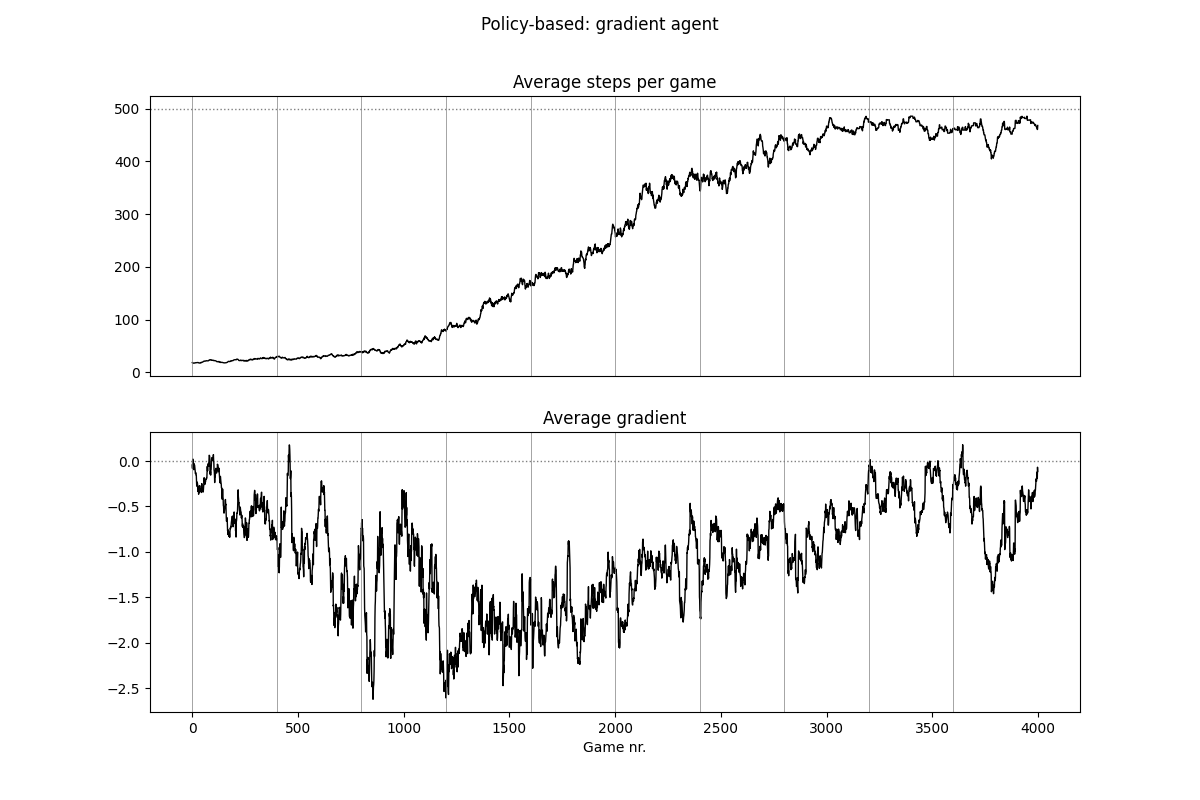 Policy-based: gradient agent
Average steps per game
500
400
300
200
100
0
Average gradient
0.0
−0.5
−1.0
−1.5
−2.0
−2.5
0 500 1000 1500 2000 2500 3000 3500 4000
Game nr.